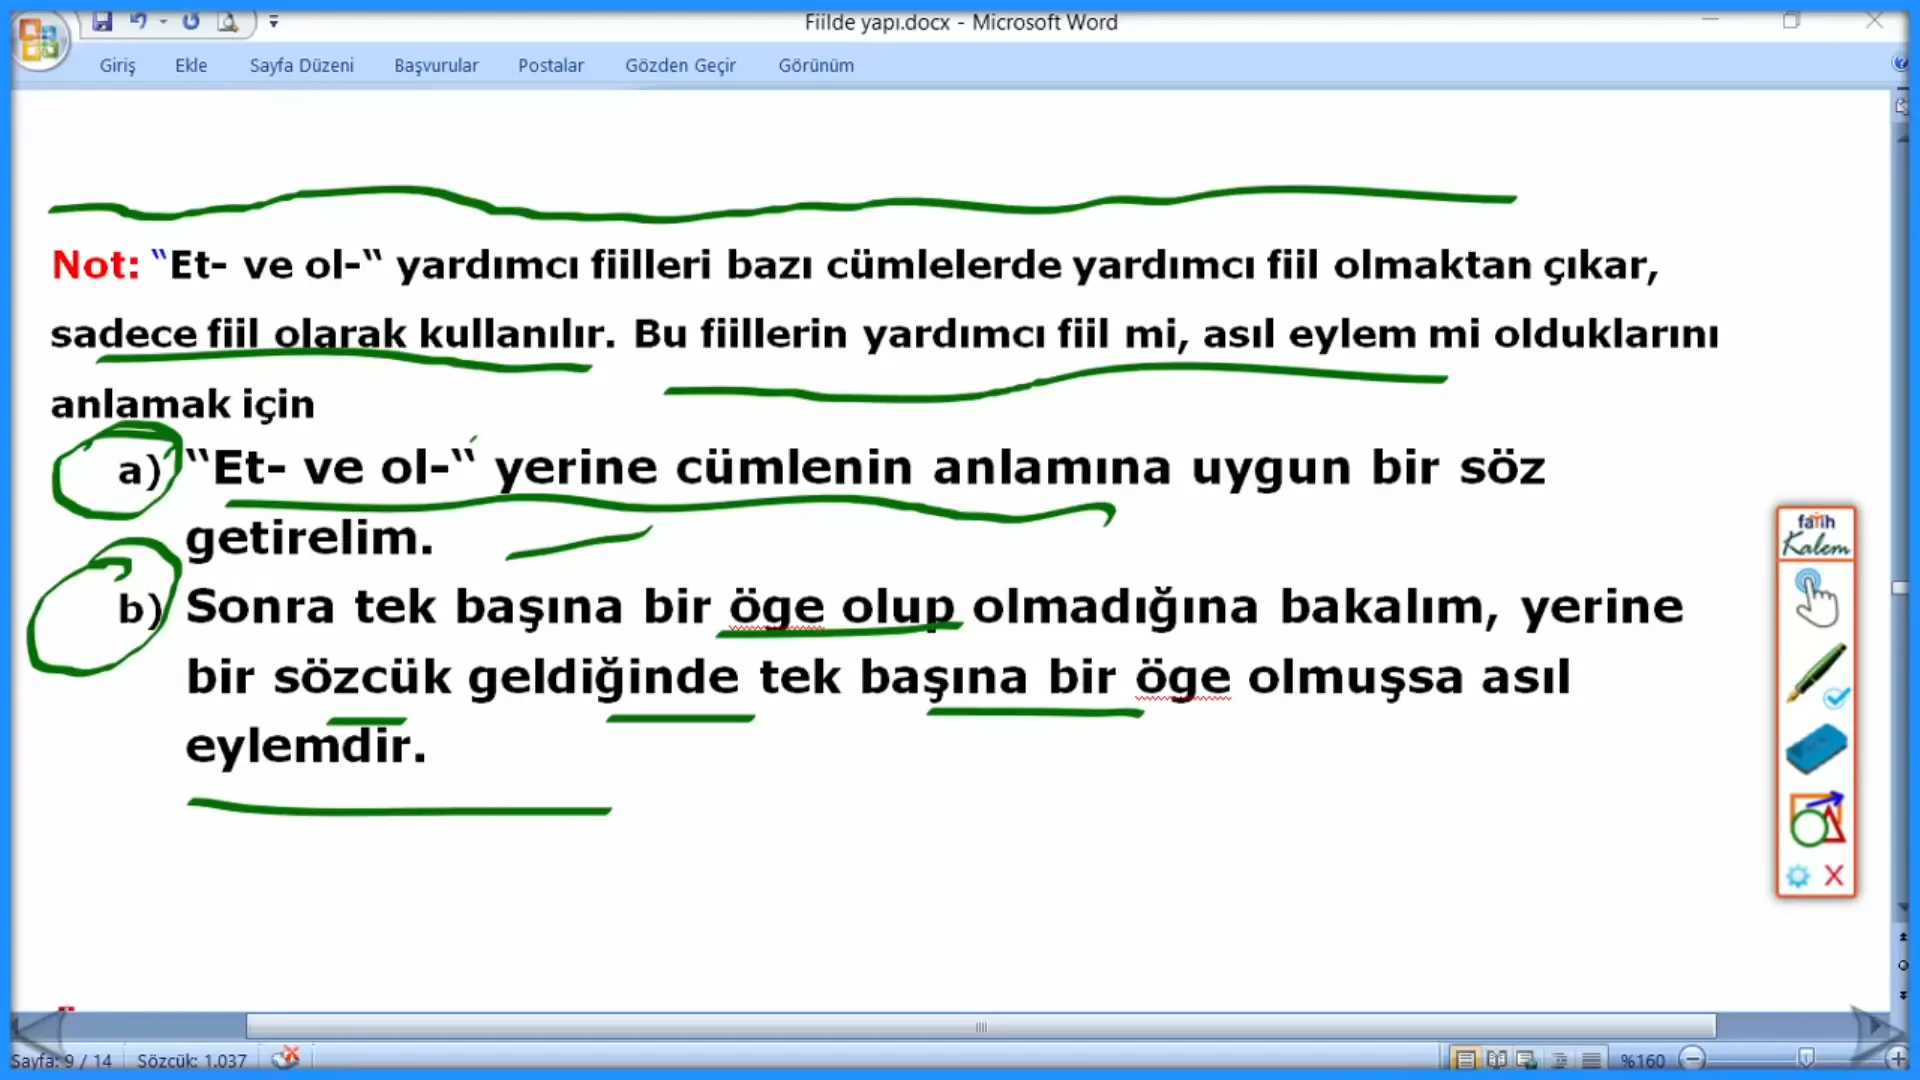 Fiilde yapı.docx - Microsoft Word
Giriş Ekle Sayfa Düzeni Başvurular Postalar Gözden Geçir Görünüm
Not: “Et- ve ol-“ yardımcı fiilleri bazı cümlelerde yardımcı fiil olmaktan çıkar,
sadece fiil olarak kullanılır. Bu fiillerin yardımcı fiil mi, asıl eylem mi olduklarını
anlamak için
a) “Et- ve ol-“ yerine cümlenin anlamına uygun bir söz
getirelim.
b) Sonra tek başına bir öge olup olmadığına bakalım, yerine
bir sözcük geldiğinde tek başına bir öge olmuşsa asıl
eylemdir.
fatih
Kalem
Sayfa: 9 / 14 Sözcük: 1.037 %160